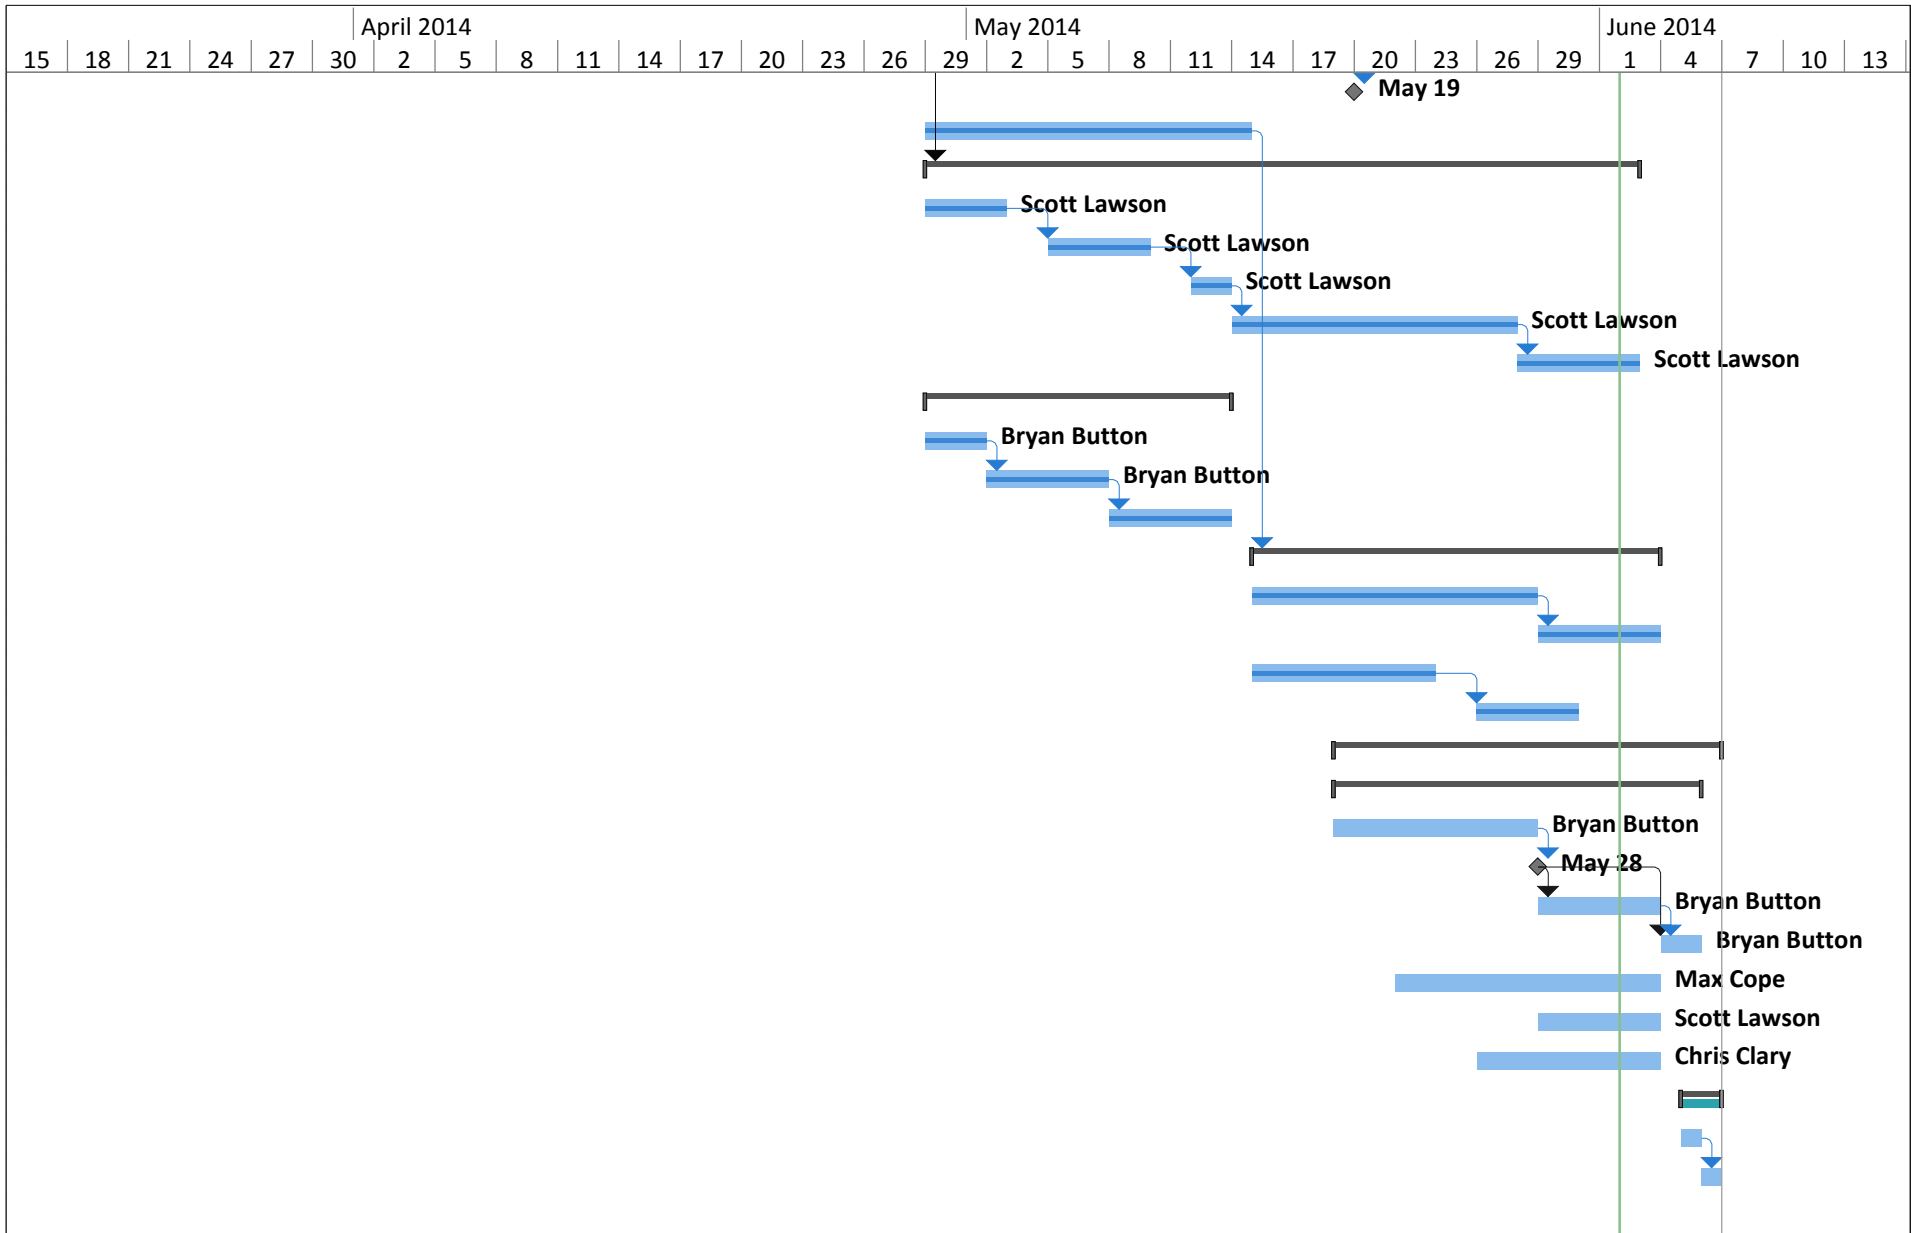 April 2014 May 2014 June 2014
15 18 21 24 27 30 2 5 8 11 14 17 20 23 26 29 2 5 8 11 14 17 20 23 26 29 1 4 7 10 13
May 19
Scott Lawson
Scott Lawson
Scott Lawson
Scott Lawson
Scott Lawson
Bryan Button
Bryan Button
Bryan Button
May 28
Bryan Button
Bryan Button
Max Cope
Scott Lawson
Chris Clary